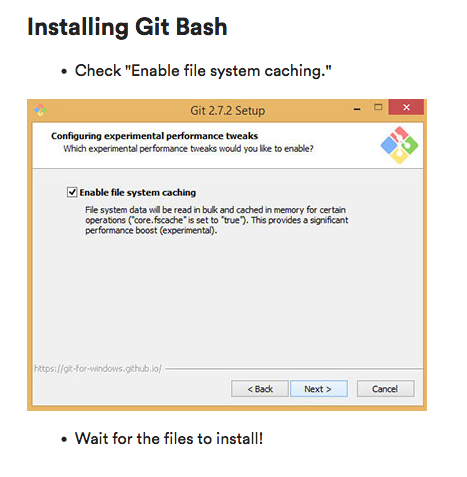 Installing Git Bash
• Check "Enable file system caching."
Git 2.7.2 Setup
Configuring experimental performance tweaks
Which experimental performance tweaks would you like to enable?
Enable file system caching
File system data will be read in bulk and cached in memory for certain
operations ("core.fscache" is set to "true"). This provides a significant
performance boost (experimental).
https://git-for-windows.github.io/
< Back Next > Cancel
• Wait for the files to install!